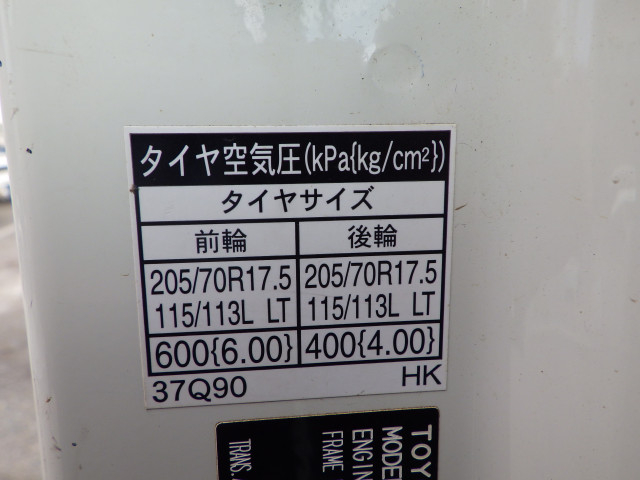 タイヤ空気圧(kPa{kg/cm²})
タイヤサイズ
前輪 後輪
205/70R17.5 205/70R17.5
115/113L LT 115/113L LT
600{6.00} 400{4.00}
37Q90 HK
TOY
MODE
ENGIN
FRAME
TRANS.